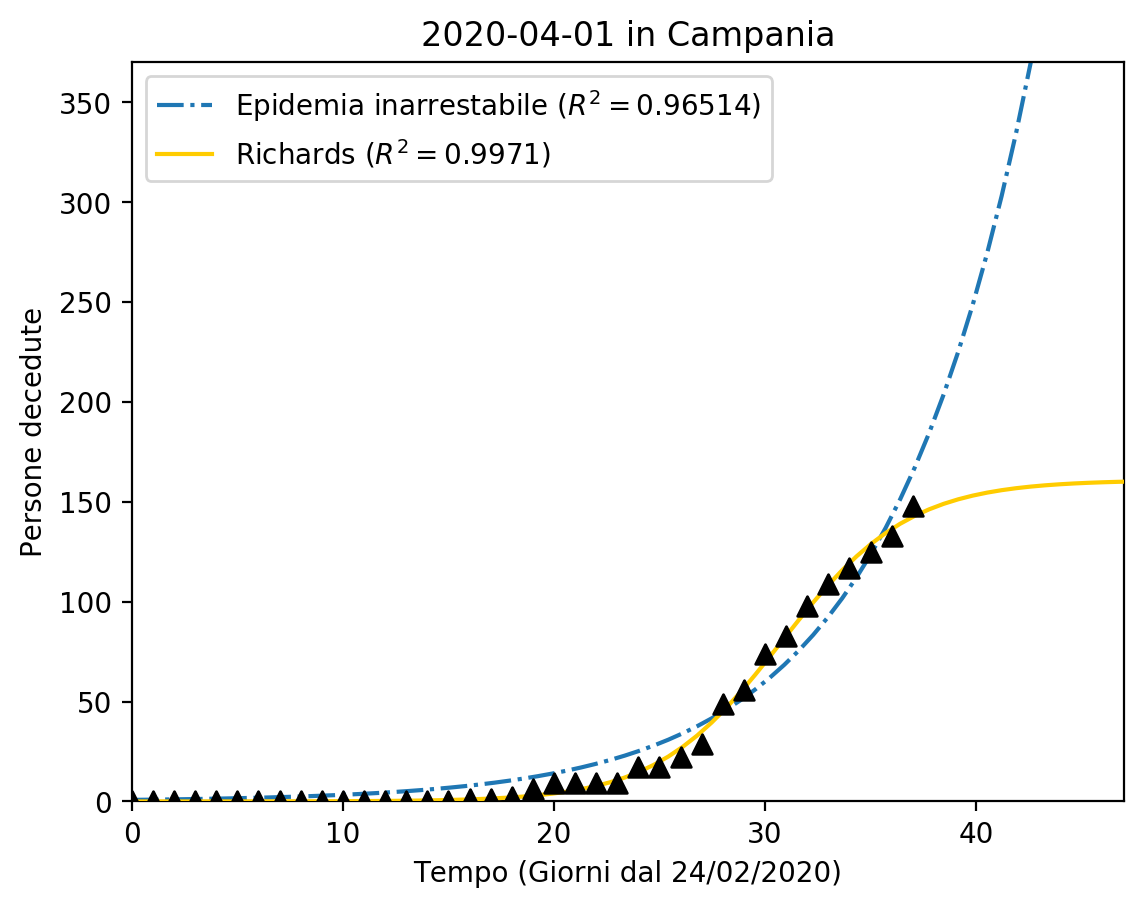 2020-04-01 in Campania
Epidemia inarrestabile (R² = 0.96514)
Richards (R² = 0.9971)
350
300
250
200
150
100
50
0
Persone decedute
0 10 20 30 40
Tempo (Giorni dal 24/02/2020)